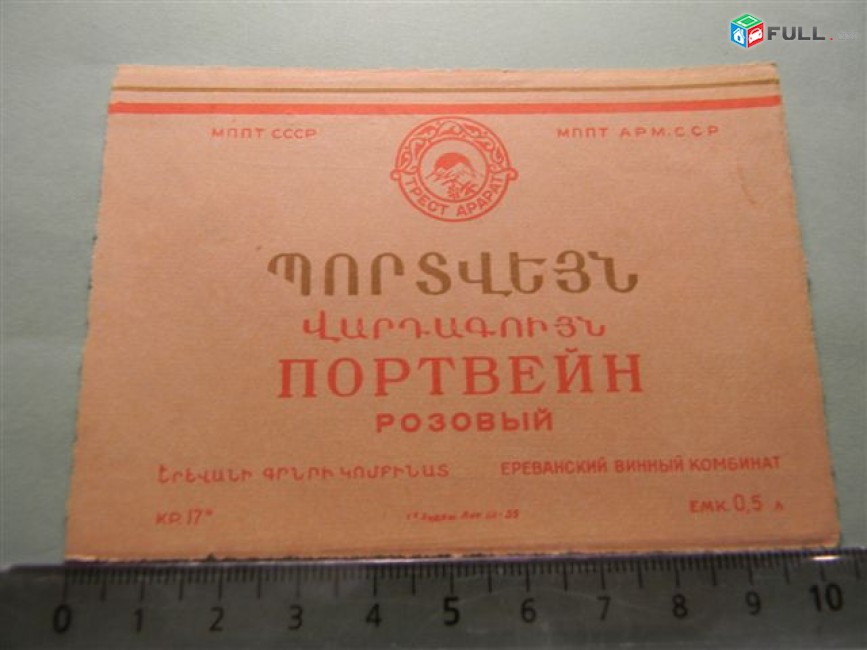 FULL
МППТ СССР
МППТ АРМ.ССР
ТРЕСТ АРАРАТ
ՊՈՐՏՎԵՅՆ
ՎԱՐԴԱԳՈՒՅՆ
ПОРТВЕЙН
РОЗОВЫЙ
ԵՐԵՎԱՆԻ ԳԻՆՈՒ ԿՈՄԲԻՆԱՏ
ЕРЕВАНСКИЙ ВИННЫЙ КОМБИНАТ
КР. 17°
ЕМК. 0,5 л
0 1 2 3 4 5 6 7 8 9 10